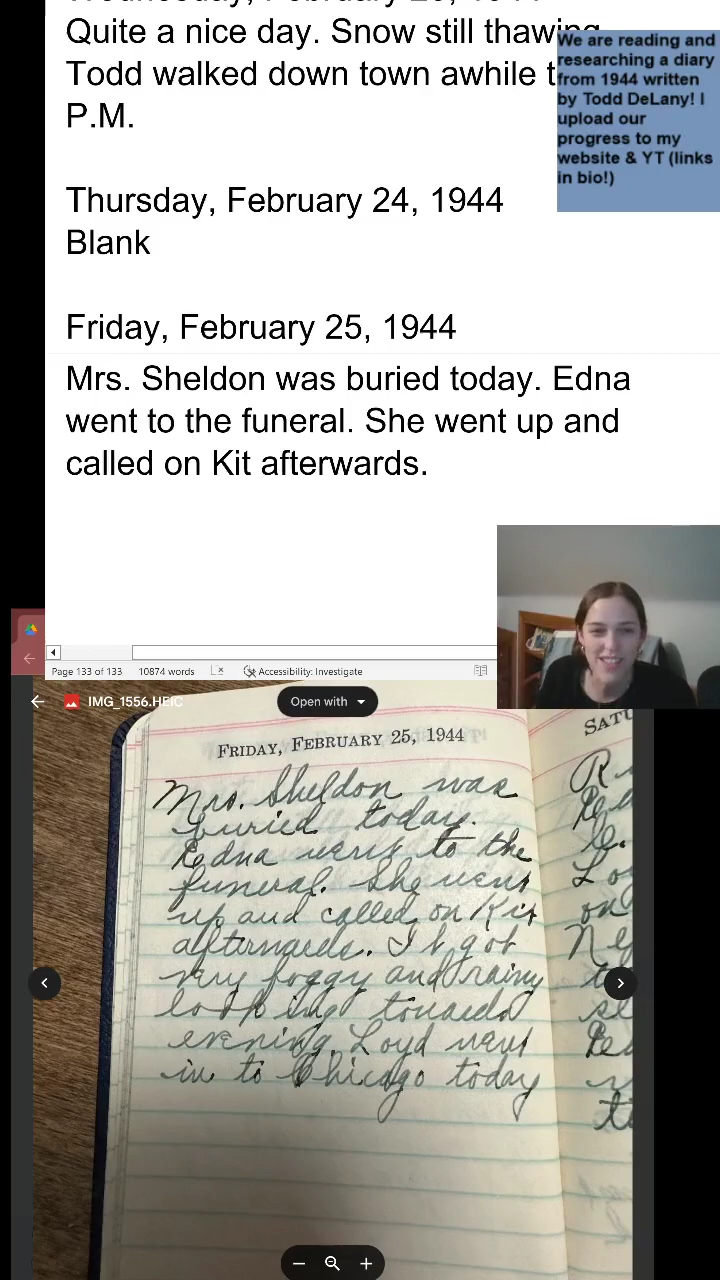 Quite a nice day. Snow still thawing
Todd walked down town awhile t
P.M.
We are reading and
researching a diary
from 1944 written
by Todd DeLany! I
upload our
progress to my
website & YT (links
in bio!)
Thursday, February 24, 1944
Blank
Friday, February 25, 1944
Mrs. Sheldon was buried today. Edna
went to the funeral. She went up and
called on Kit afterwards.
Page 133 of 133 10874 words Accessibility: Investigate
IMG_1556.HEIC Open with
FRIDAY, FEBRUARY 25, 1944
Mrs. Sheldon was
buried today.
Edna went to the
funeral. She went
up and called on Kit
afterwards. It got
very foggy and rainy
looking towards
evening. Loyd went
in to Chicago today
SATU